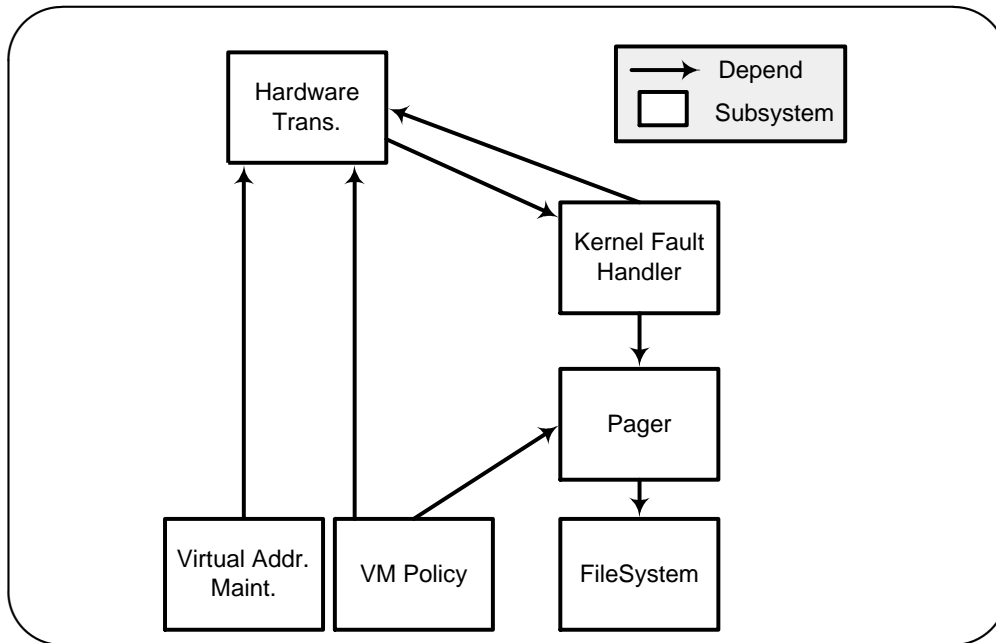 Hardware
Trans.
Depend
Subsystem
Kernel Fault
Handler
Pager
Virtual Addr.
Maint.
VM Policy
FileSystem